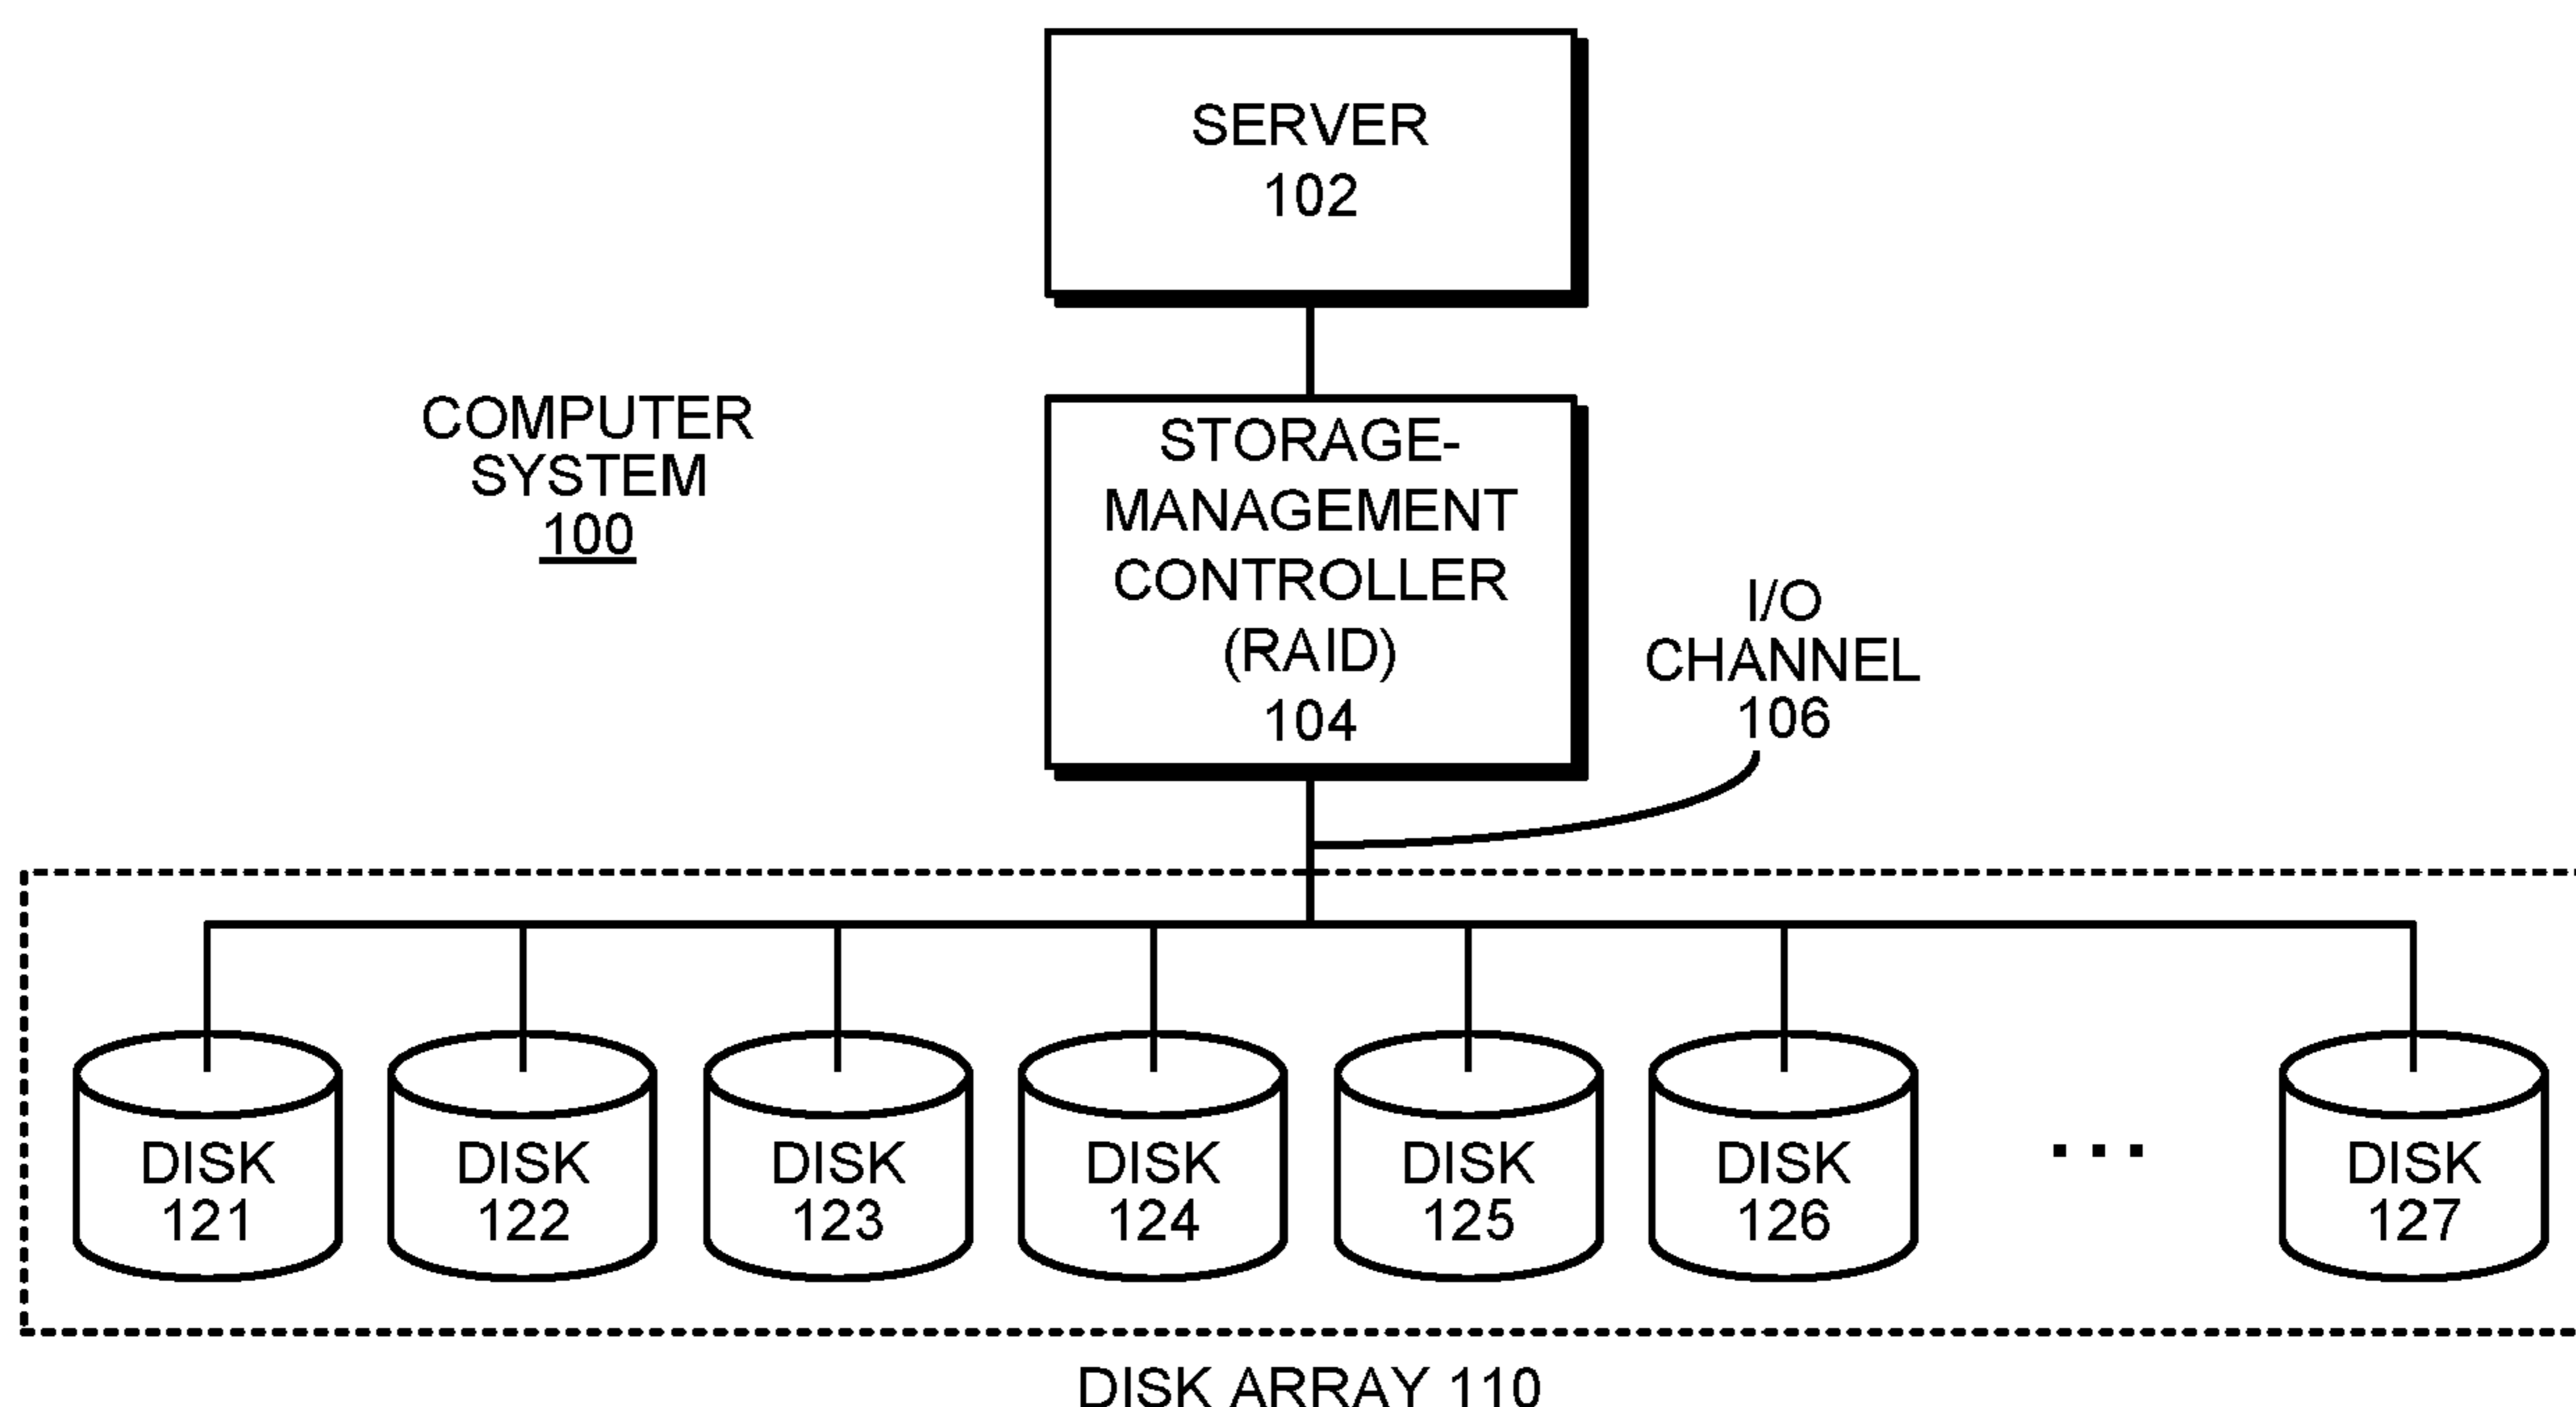 SERVER
102
COMPUTER
SYSTEM
100
STORAGE-
MANAGEMENT
CONTROLLER
(RAID)
104
I/O
CHANNEL
106
DISK
121
DISK
122
DISK
123
DISK
124
DISK
125
DISK
126
...
DISK
127
DISK ARRAY 110